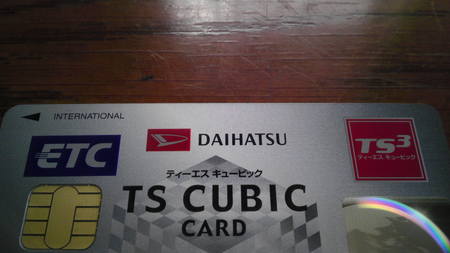 INTERNATIONAL
ETC
DAIHATSU
TS3
ティーエス キュービック
ティーエス キュービック
TS CUBIC
CARD